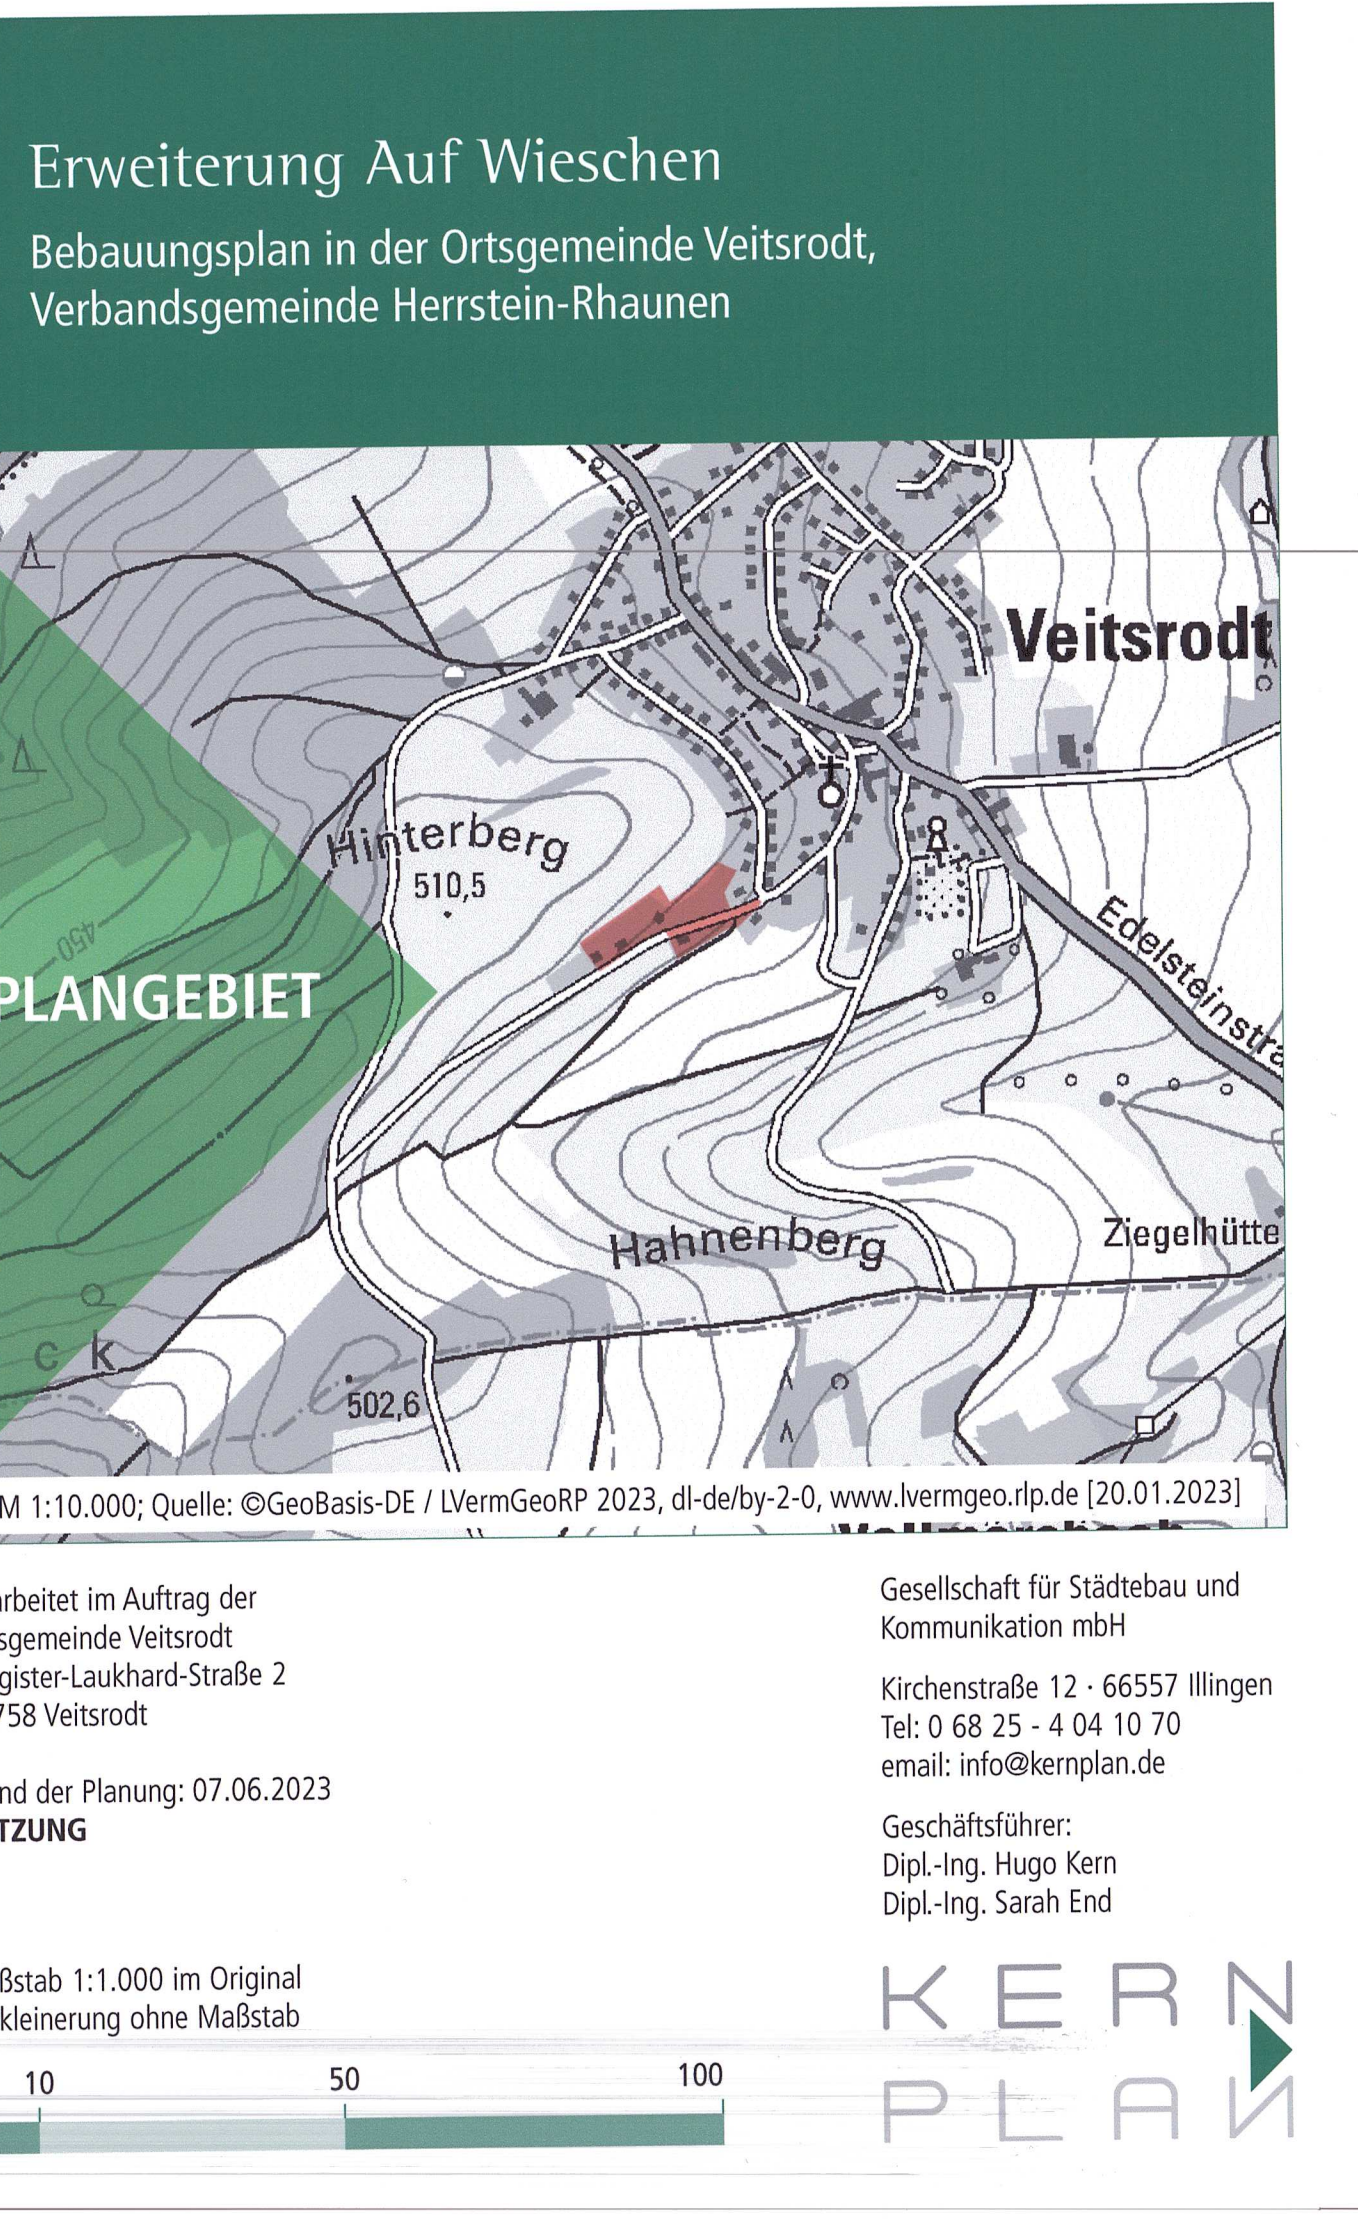 Erweiterung Auf Wieschen
Bebauungsplan in der Ortsgemeinde Veitsrodt,
Verbandsgemeinde Herrstein-Rhaunen
Veitsrodt
Hinterberg
510,5
450
PLANGEBIET
Edelsteinstra
Ziegelhütte
Hahnenberg
c k
502,6
M 1:10.000; Quelle: ©GeoBasis-DE / LVermGeoRP 2023, dl-de/by-2-0, www.lvermgeo.rlp.de [20.01.2023]
arbeitet im Auftrag der
sgemeinde Veitsrodt
gister-Laukhard-Straße 2
758 Veitsrodt
nd der Planung: 07.06.2023
TZUNG
ßstab 1:1.000 im Original
kleinerung ohne Maßstab
10 50 100
Gesellschaft für Städtebau und
Kommunikation mbH
Kirchenstraße 12 · 66557 Illingen
Tel: 0 68 25 - 4 04 10 70
email: info@kernplan.de
Geschäftsführer:
Dipl.-Ing. Hugo Kern
Dipl.-Ing. Sarah End
KERN
PLAN